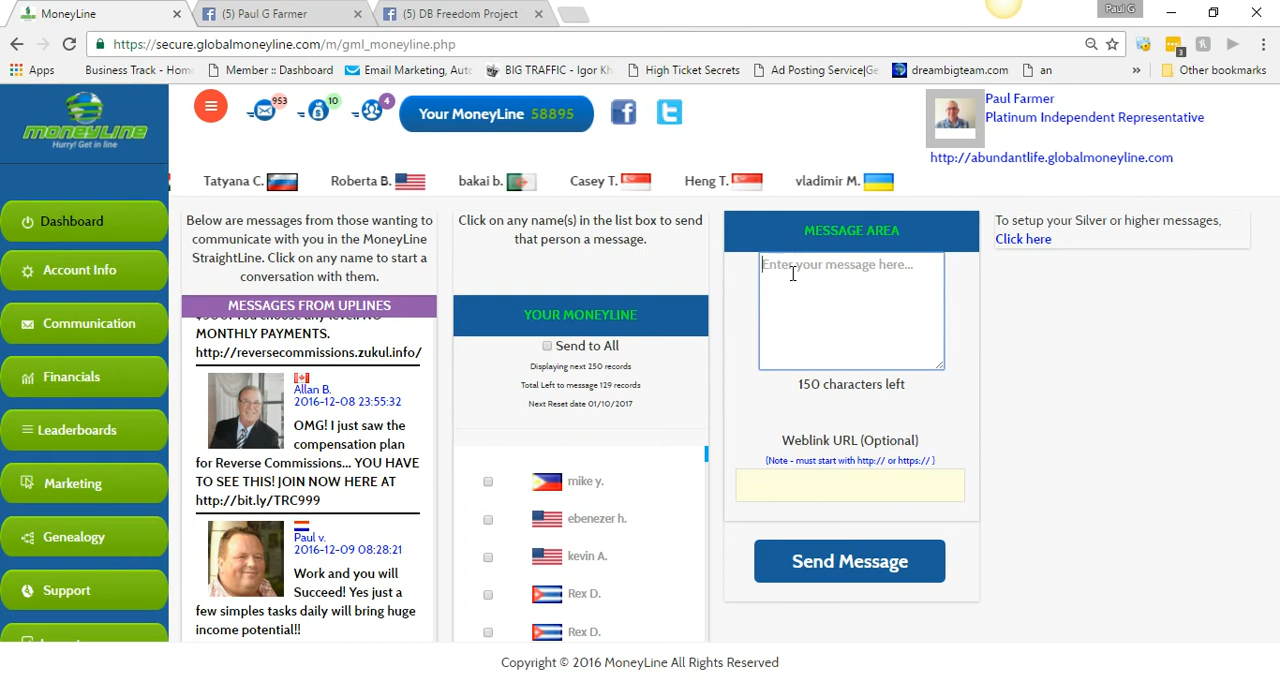 MoneyLine
(5) Paul G Farmer
(5) DB Freedom Project
Paul G
https://secure.globalmoneyline.com/m/gml_moneyline.php
3
Apps
Business Track - Home
Member :: Dashboard
Email Marketing, Aut
BIG TRAFFIC - Igor Kh
High Ticket Secrets
Ad Posting Service|Ge
dreambigteam.com
an
»
Other bookmarks
MONEYLINE
Hurry! Get in line
953
10
4
Your MoneyLine 58895
Paul Farmer
Platinum Independent Representative
http://abundantlife.globalmoneyline.com
Tatyana C.
Roberta B.
bakai b.
Casey T.
Heng T.
vladimir M.
Dashboard
Account Info
Communication
Financials
Leaderboards
Marketing
Genealogy
Support
Below are messages from those wanting to
communicate with you in the MoneyLine
StraightLine. Click on any name to start a
conversation with them.
MESSAGES FROM UPLINES
MONTHLY PAYMENTS.
http://reversecommissions.zukul.info/
Allan B.
2016-12-08 23:55:32
OMG! I just saw the
compensation plan
for Reverse Commissions... YOU HAVE
TO SEE THIS! JOIN NOW HERE AT
http://bit.ly/TRC999
Paul v.
2016-12-09 08:28:21
Work and you will
Succeed! Yes just a
few simples tasks daily will bring huge
income potential!!
Click on any name(s) in the list box to send
that person a message.
YOUR MONEYLINE
Send to All
Displaying next 250 records
Total Left to message 129 records
Next Reset date 01/10/2017
mike y.
ebenezer h.
kevin A.
Rex D.
Rex D.
MESSAGE AREA
Enter your message here...
150 characters left
Weblink URL (Optional)
{Note - must start with http:// or https:// }
Send Message
To setup your Silver or higher messages,
Click here
Copyright © 2016 MoneyLine All Rights Reserved